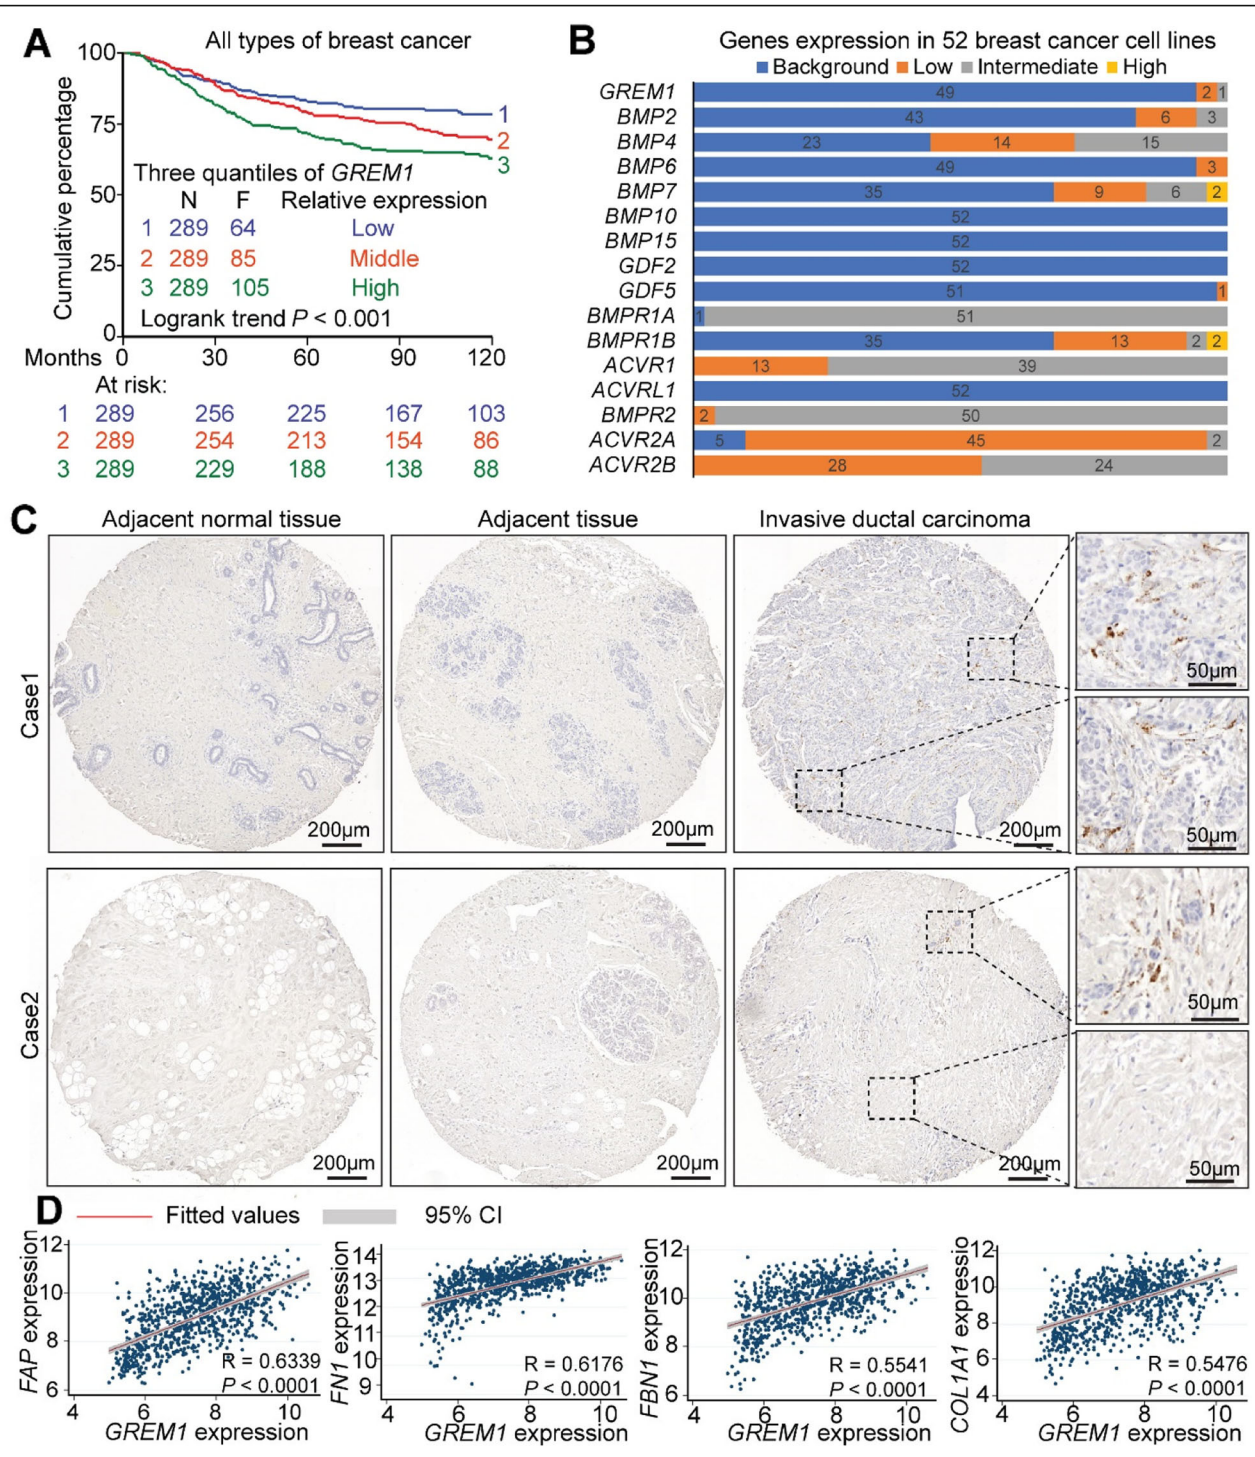 A
All types of breast cancer
Cumulative percentage
100
75
50
25
0
1
2
3
Three quantiles of GREM1
N F Relative expression
1 289 64 Low
2 289 85 Middle
3 289 105 High
Logrank trend P < 0.001
Months 0 30 60 90 120
At risk:
1 289 256 225 167 103
2 289 254 213 154 86
3 289 229 188 138 88
B
Genes expression in 52 breast cancer cell lines
Background Low Intermediate High
GREM1 49 2 1
BMP2 43 6 3
BMP4 23 14 15
BMP6 49 3
BMP7 35 9 6 2
BMP10 52
BMP15 52
GDF2 52
GDF5 51 1
BMPR1A 1 51
BMPR1B 35 13 2 2
ACVR1 13 39
ACVRL1 52
BMPR2 2 50
ACVR2A 5 45 2
ACVR2B 28 24
C
Adjacent normal tissue Adjacent tissue Invasive ductal carcinoma
Case1
200µm 200µm 200µm
50µm
50µm
Case2
200µm 200µm 200µm
50µm
50µm
D
Fitted values 95% CI
FAP expression
12
10
8
6
R = 0.6339
P < 0.0001
4 6 8 10
GREM1 expression
FN1 expression
14
13
12
11
10
9
R = 0.6176
P < 0.0001
4 6 8 10
GREM1 expression
FBN1 expression
12
10
8
6
R = 0.5541
P < 0.0001
4 6 8 10
GREM1 expression
COL1A1 expressio
12
10
8
6
4
R = 0.5476
P < 0.0001
4 6 8 10
GREM1 expression